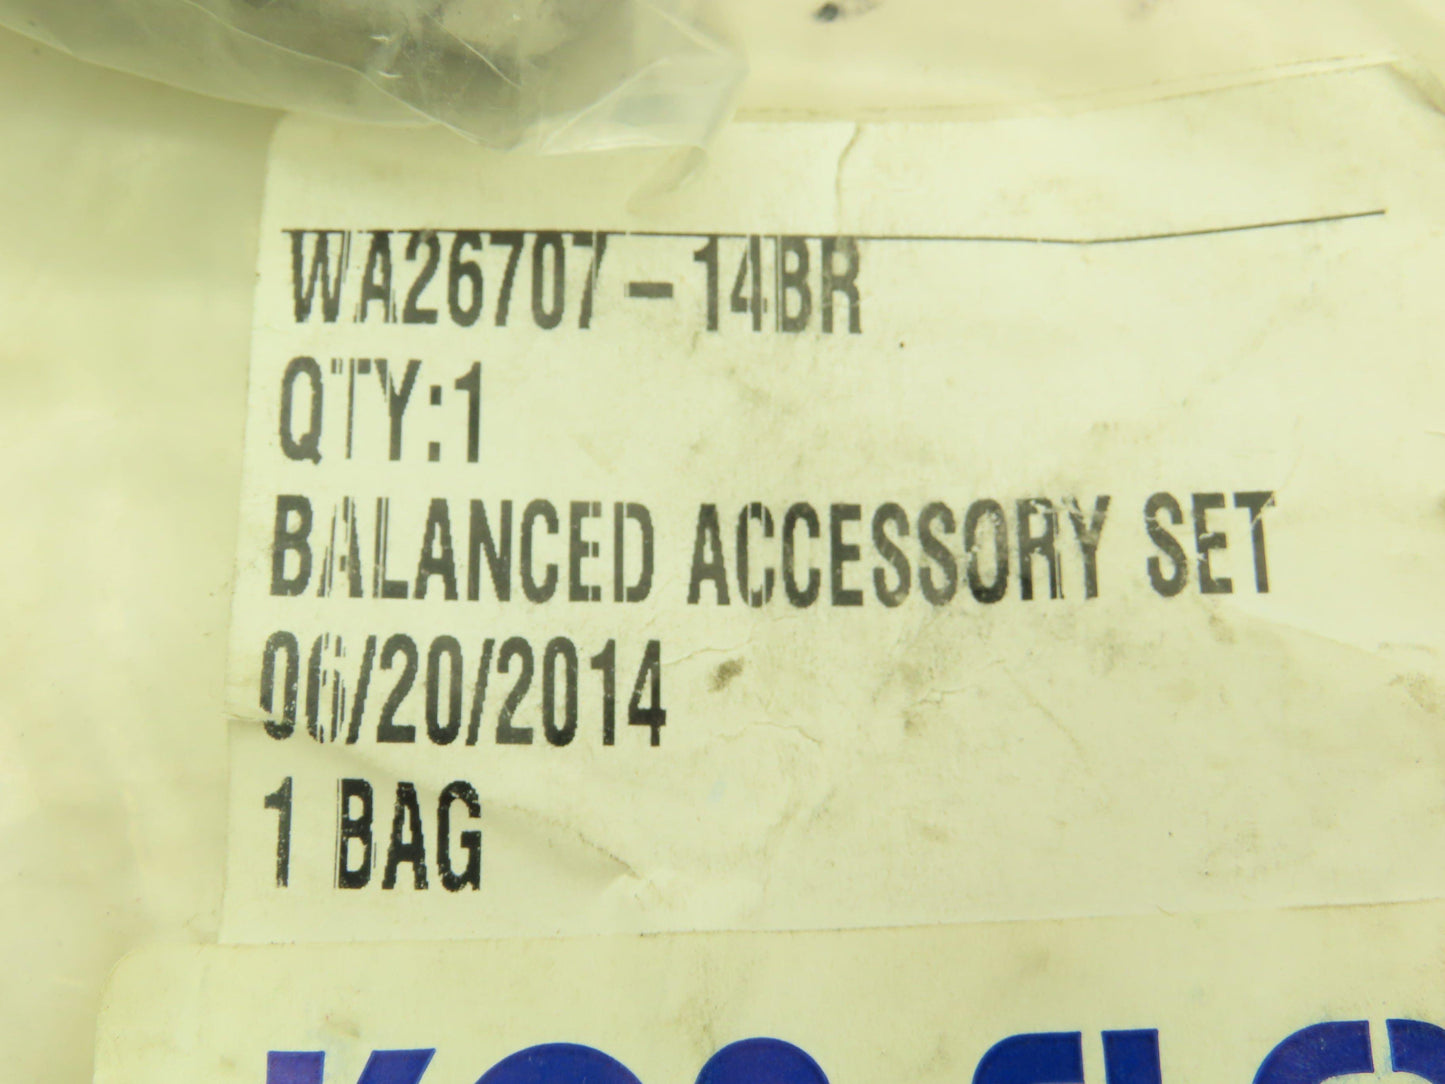 WA26707-14BR
QTY:1
BALANCED ACCESSORY SET
06/20/2014
1 BAG